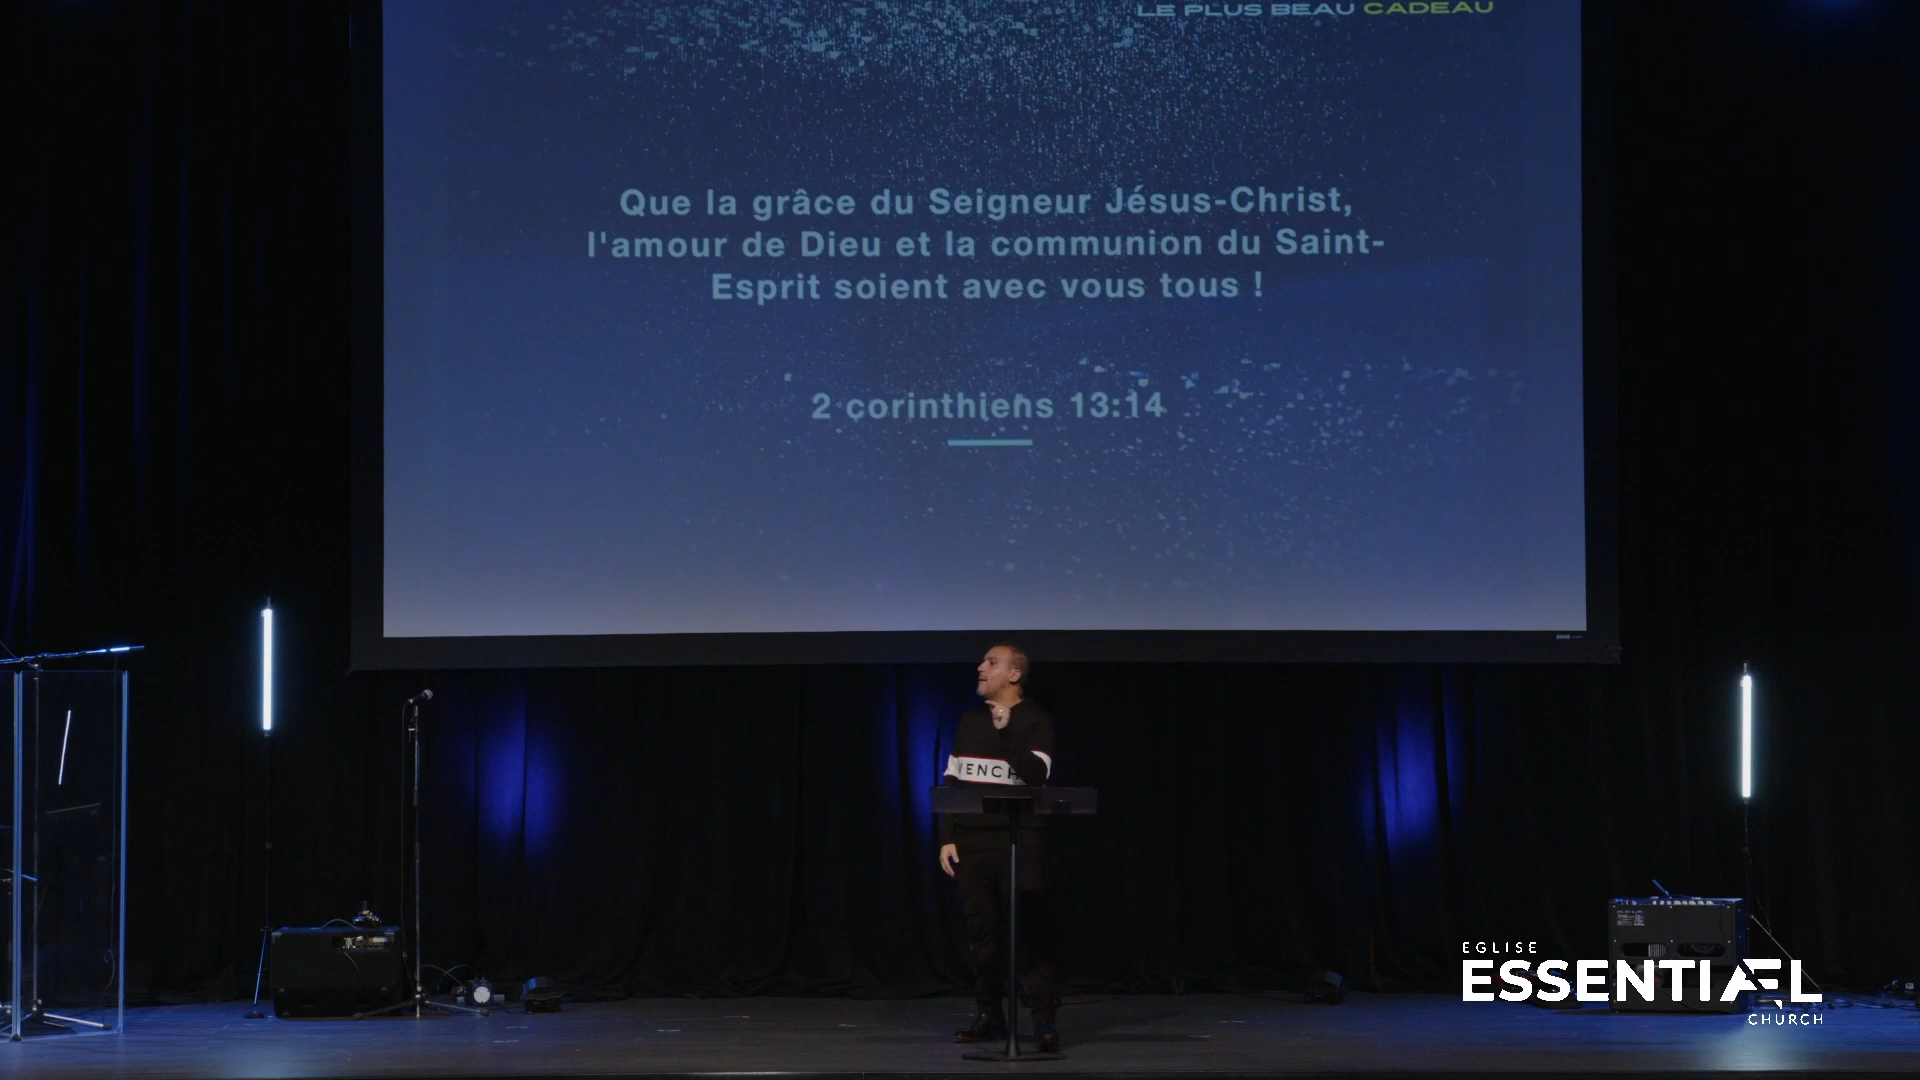 LE PLUS BEAU CADEAU
Que la grâce du Seigneur Jésus-Christ,
l'amour de Dieu et la communion du Saint-
Esprit soient avec vous tous !
2 corinthiens 13:14
VENCH
EGLISE
ESSENTIAEL
CHURCH